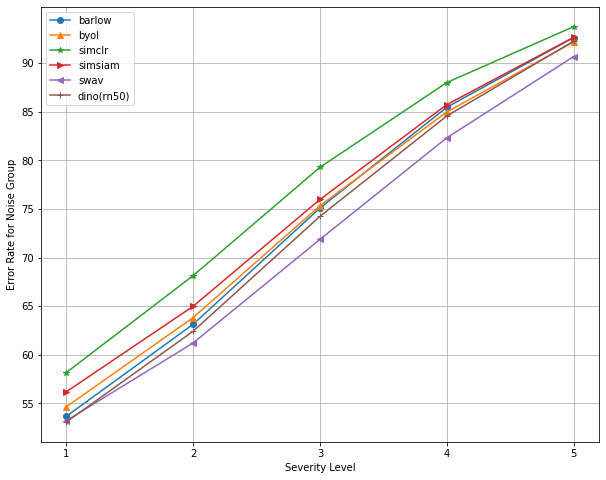 barlow
byol
simclr
simsiam
swav
dino(rn50)
Error Rate for Noise Group
90
85
80
75
70
65
60
55
1 2 3 4 5
Severity Level